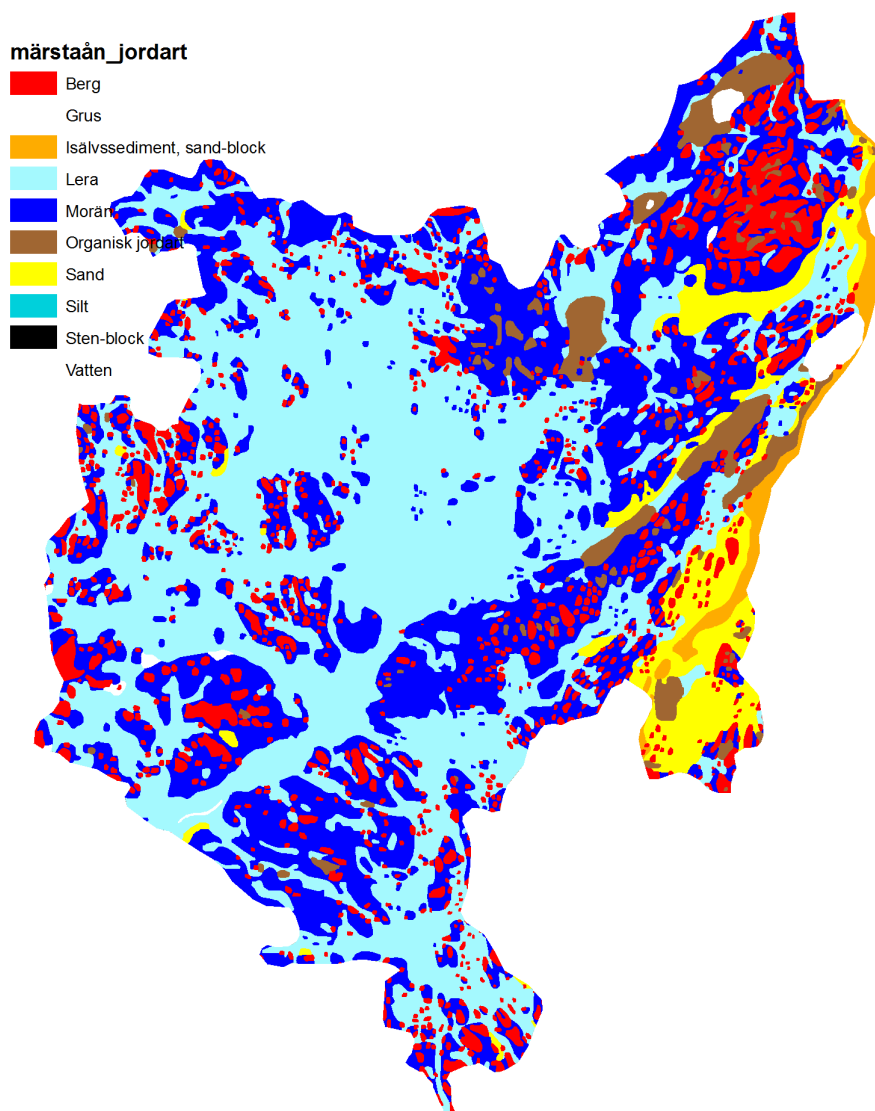 märstaån_jordart
Berg
Grus
Isälvssediment, sand-block
Lera
Morän
Organisk jordart
Sand
Silt
Sten-block
Vatten